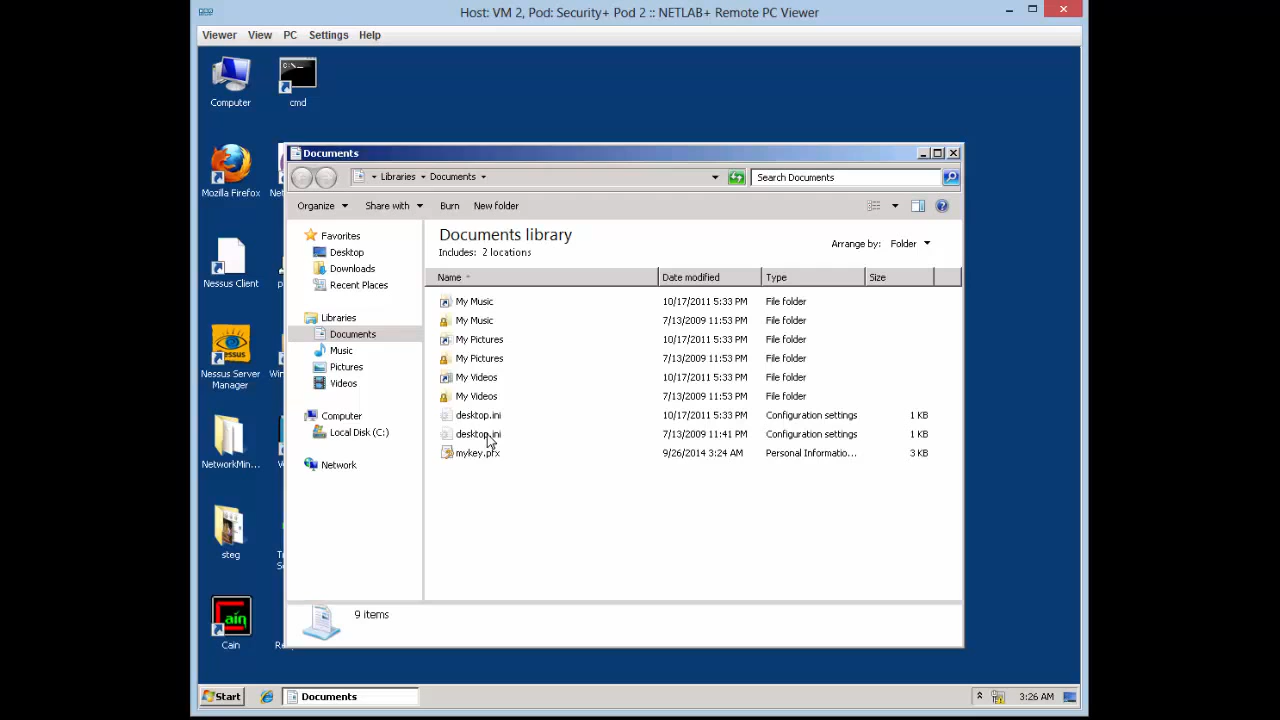 Host: VM 2, Pod: Security+ Pod 2 :: NETLAB+ Remote PC Viewer
Viewer View PC Settings Help
Computer
cmd
Mozilla Firefox
Nessus Client
Nessus Server Manager
NetworkMin...
steg
Cain
Documents
Libraries Documents
Search Documents
Organize Share with Burn New folder
Favorites
Desktop
Downloads
Recent Places
Libraries
Documents
Music
Pictures
Videos
Computer
Local Disk (C:)
Network
Documents library
Includes: 2 locations
Arrange by: Folder
Name Date modified Type Size
My Music 10/17/2011 5:33 PM File folder
My Music 7/13/2009 11:53 PM File folder
My Pictures 10/17/2011 5:33 PM File folder
My Pictures 7/13/2009 11:53 PM File folder
My Videos 10/17/2011 5:33 PM File folder
My Videos 7/13/2009 11:53 PM File folder
desktop.ini 10/17/2011 5:33 PM Configuration settings 1 KB
desktop.ini 7/13/2009 11:41 PM Configuration settings 1 KB
mykey.pfx 9/26/2014 3:24 AM Personal Informatio... 3 KB
9 items
Start
Documents
3:26 AM